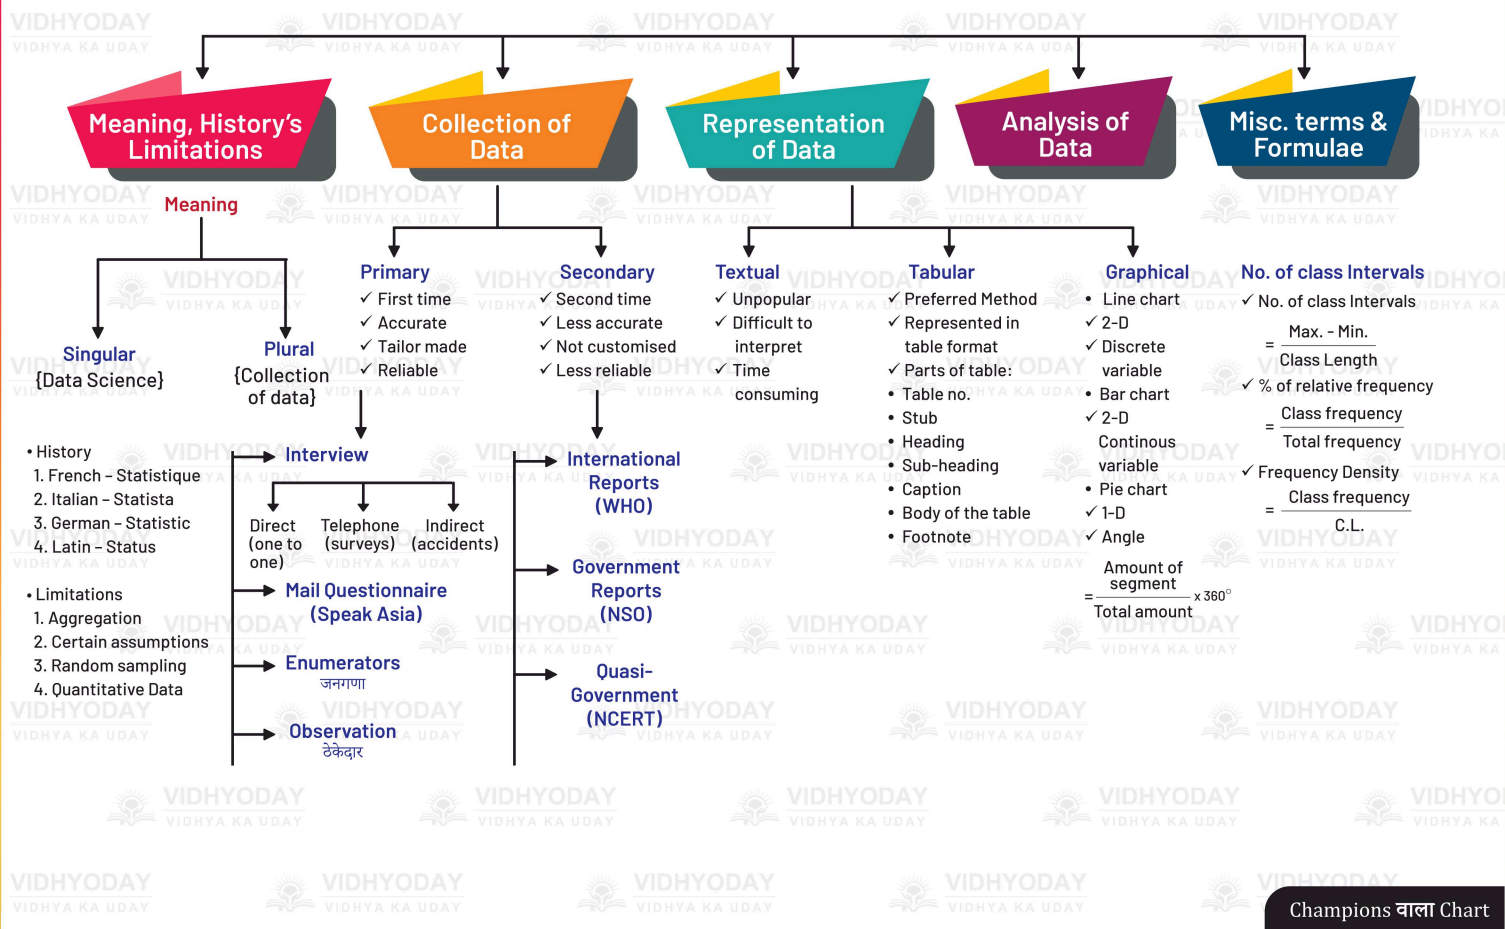 Meaning, History's
Limitations
Collection of
Data
Representation
of Data
Analysis of
Data
Misc. terms &
Formulae
Meaning
Singular
{Data Science}
Plural
{Collection
of data}
• History
1. French – Statistique
2. Italian – Statista
3. German – Statistic
4. Latin – Status
• Limitations
1. Aggregation
2. Certain assumptions
3. Random sampling
4. Quantitative Data
Primary
✓ First time
✓ Accurate
✓ Tailor made
✓ Reliable
Interview
Direct
(one to
one)
Telephone
(surveys)
Indirect
(accidents)
Mail Questionnaire
(Speak Asia)
Enumerators
जनगणा
Observation
ठेकेदार
Secondary
✓ Second time
✓ Less accurate
✓ Not customised
✓ Less reliable
International
Reports
(WHO)
Government
Reports
(NSO)
Quasi-
Government
(NCERT)
Textual
✓ Unpopular
✓ Difficult to
interpret
✓ Time
consuming
Tabular
✓ Preferred Method
✓ Represented in
table format
✓ Parts of table:
• Table no.
• Stub
• Heading
• Sub-heading
• Caption
• Body of the table
• Footnote
Graphical
• Line chart
✓ 2-D
✓ Discrete
variable
• Bar chart
✓ 2-D
Continous
variable
• Pie chart
✓ 1-D
✓ Angle
Amount of
segment
= x 360°
Total amount
No. of class Intervals
✓ No. of class Intervals
Max. - Min.
=
Class Length
✓ % of relative frequency
Class frequency
=
Total frequency
✓ Frequency Density
Class frequency
=
C.L.
Champions वाला Chart
VIDHYODAY
VIDHYA KA UDAY